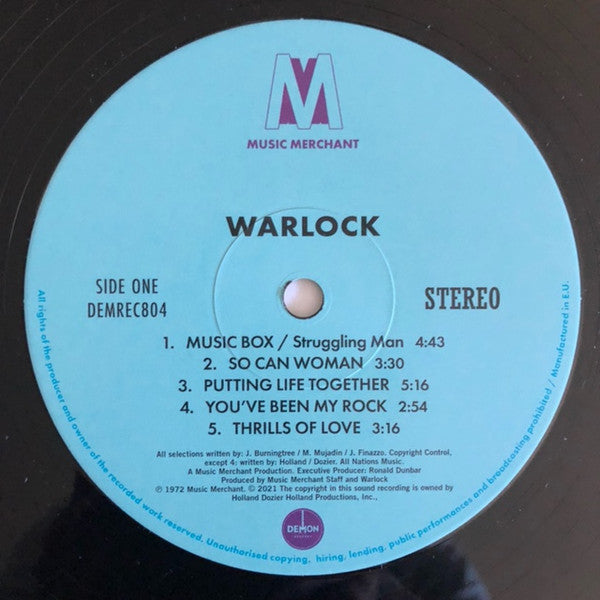 M
MUSIC MERCHANT
WARLOCK
SIDE ONE
DEMREC804
STEREO
1. MUSIC BOX / Struggling Man 4:43
2. SO CAN WOMAN 3:30
3. PUTTING LIFE TOGETHER 5:16
4. YOU'VE BEEN MY ROCK 2:54
5. THRILLS OF LOVE 3:16
All selections written by: J. Burningtree / M. Mujadin / J. Finazzo. Copyright Control,
except 4: written by: Holland / Dozier. All Nations Music.
A Music Merchant Production. Executive Producer: Ronald Dunbar
Produced by Music Merchant Staff and Warlock
℗ 1972 Music Merchant. © 2021 The copyright in this sound recording is owned by
Holland Dozier Holland Productions, Inc.,
DEMON
RECORDS
All rights of the producer and owner of the recorded work reserved. Unauthorised copying, hiring, lending, public performances and broadcasting prohibited / Manufactured in E.U.